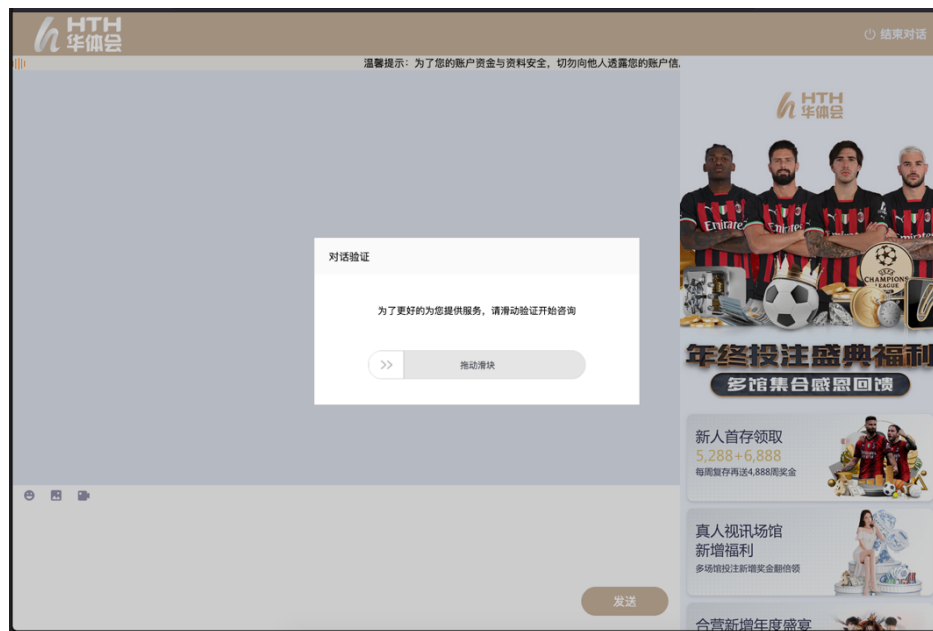 HTH
华体会
结束对话
温馨提示：为了您的账户资金与资料安全，切勿向他人透露您的账户信
HTH
华体会
Emirates
Emirates
CHAMPIONS
LEAGUE
年终投注盛典福利
多馆集合感恩回馈
对话验证
为了更好的为您提供服务，请滑动验证开始咨询
拖动滑块
新人首存领取
5,288+6,888
每周复存再送4,888周奖金
真人视讯场馆
新增福利
多场馆投注新增奖金翻倍领
发送
合营新增年度盛宴